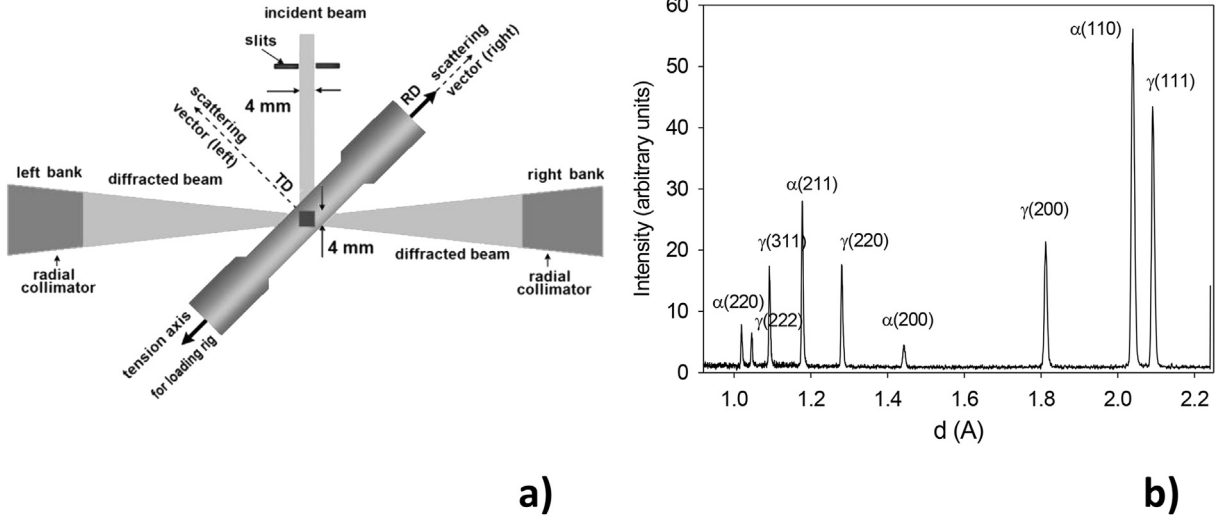 incident beam
slits
4 mm
scattering
vector (left)
TD
RD
scattering
vector (right)
left bank
diffracted beam
right bank
4 mm
diffracted beam
radial
collimator
radial
collimator
tension axis
for loading rig
a)
60
50
40
30
20
10
0
Intensity (arbitrary units)
α(110)
γ(111)
α(211)
γ(200)
γ(311)
γ(220)
α(220)
γ(222)
α(200)
1.0
1.2
1.4
1.6
1.8
2.0
2.2
d (A)
b)